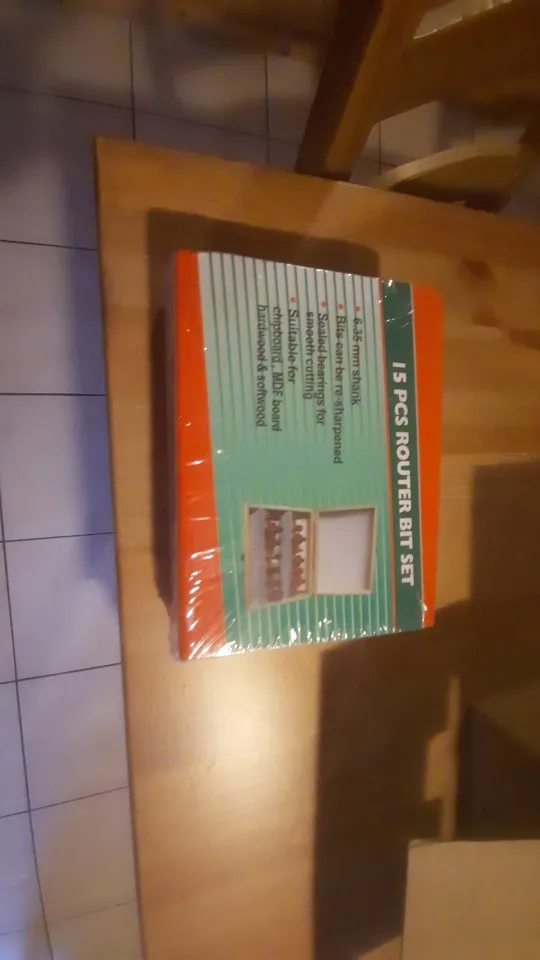 15 PCS ROUTER BIT SET
• 6.35 mm shank
• Bits can be re-sharpened
• Sealed bearings for
smooth cutting
• Suitable for
chipboard, MDF board
hardwood & softwood